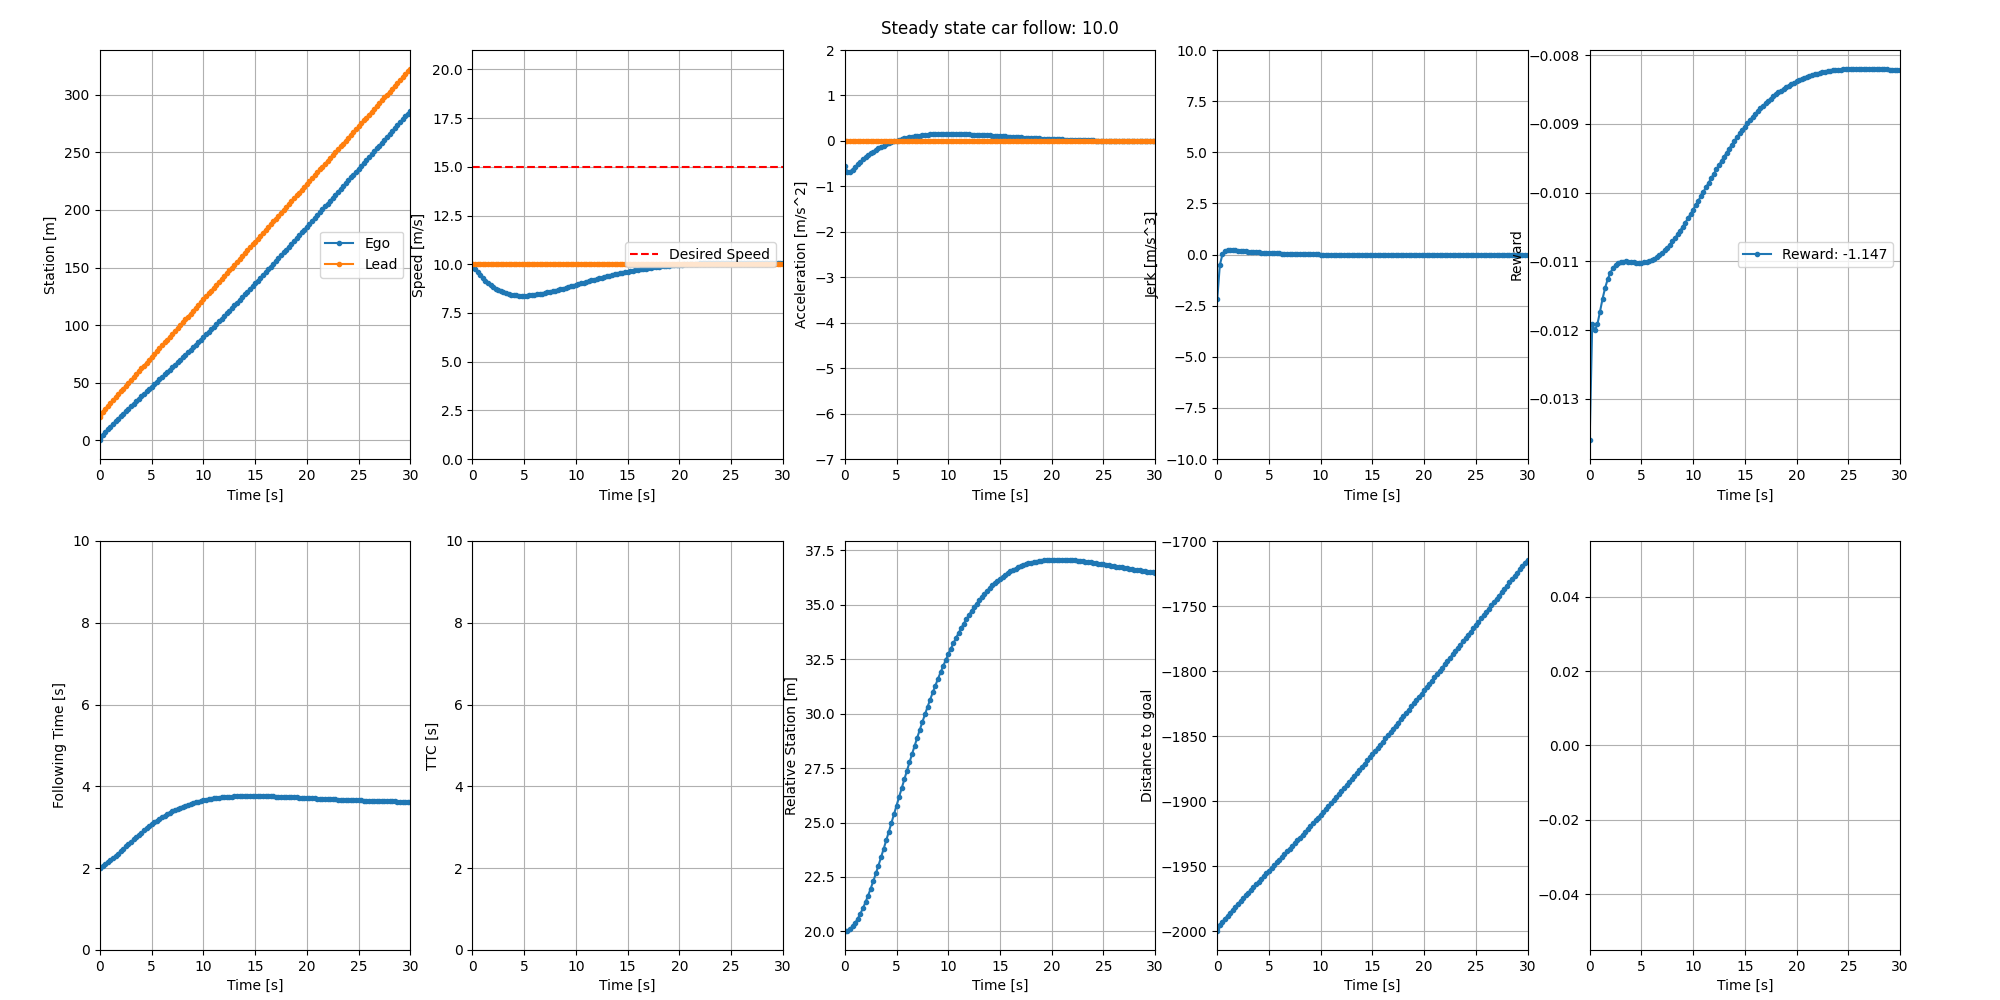 Steady state car follow: 10.0
Station [m]
300
250
200
150
100
50
0
Ego
Lead
0 5 10 15 20 25 30
Time [s]
Speed [m/s]
20.0
17.5
15.0
12.5
10.0
7.5
5.0
2.5
0.0
Desired Speed
0 5 10 15 20 25 30
Time [s]
Acceleration [m/s^2]
2
1
0
−1
−2
−3
−4
−5
−6
−7
0 5 10 15 20 25 30
Time [s]
Jerk [m/s^3]
10.0
7.5
5.0
2.5
0.0
−2.5
−5.0
−7.5
−10.0
0 5 10 15 20 25 30
Time [s]
Reward
−0.008
−0.009
−0.010
−0.011
−0.012
−0.013
Reward: -1.147
0 5 10 15 20 25 30
Time [s]
Following Time [s]
10
8
6
4
2
0
0 5 10 15 20 25 30
Time [s]
TTC [s]
10
8
6
4
2
0
0 5 10 15 20 25 30
Time [s]
Relative Station [m]
37.5
35.0
32.5
30.0
27.5
25.0
22.5
20.0
0 5 10 15 20 25 30
Time [s]
Distance to goal
−1700
−1750
−1800
−1850
−1900
−1950
−2000
0 5 10 15 20 25 30
Time [s]
0.04
0.02
0.00
−0.02
−0.04
0 5 10 15 20 25 30
Time [s]